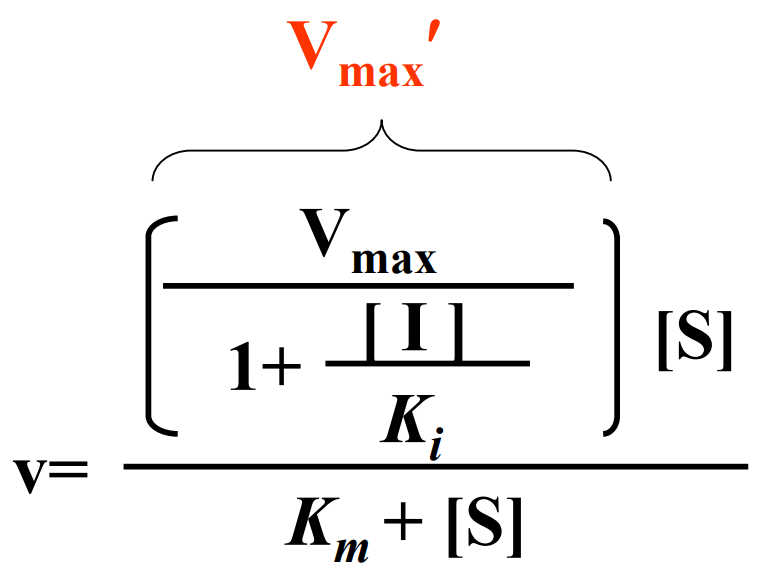 Vmax′
Vmax
1+ [ I ]
Ki
[S]
v=
Km + [S]